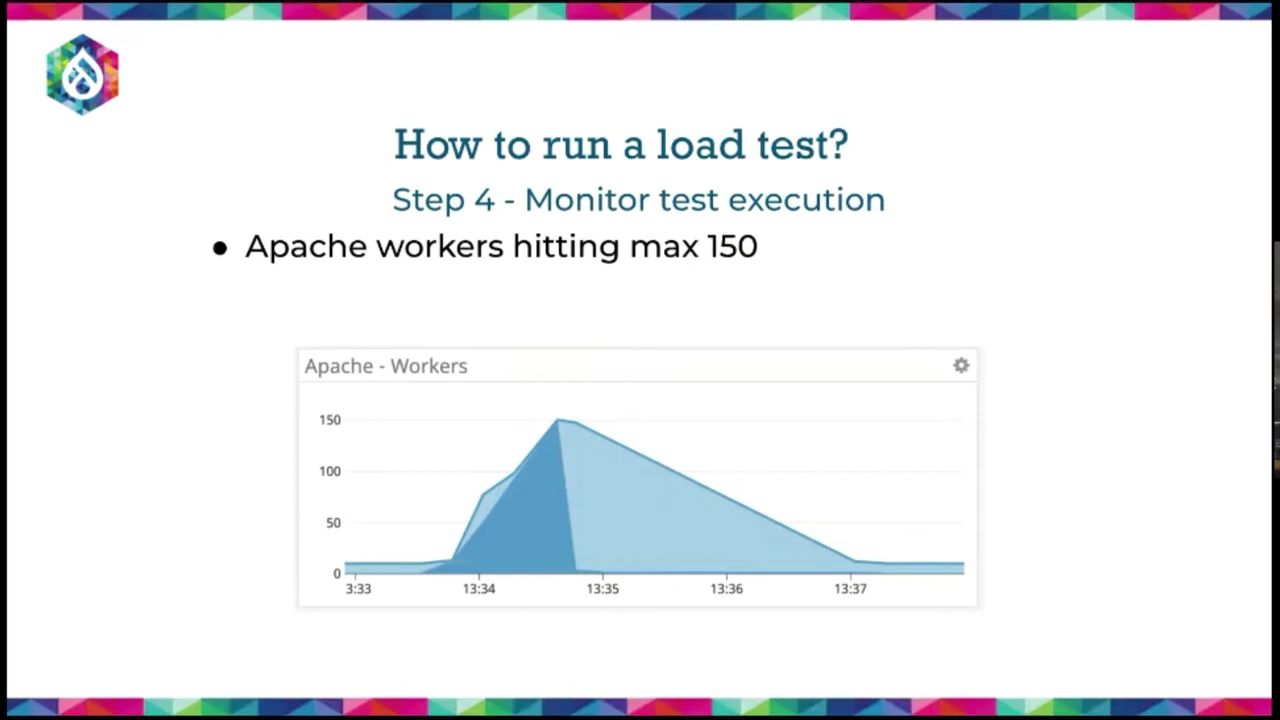 How to run a load test?
Step 4 - Monitor test execution
● Apache workers hitting max 150
Apache - Workers
150
100
50
0
3:33 13:34 13:35 13:36 13:37